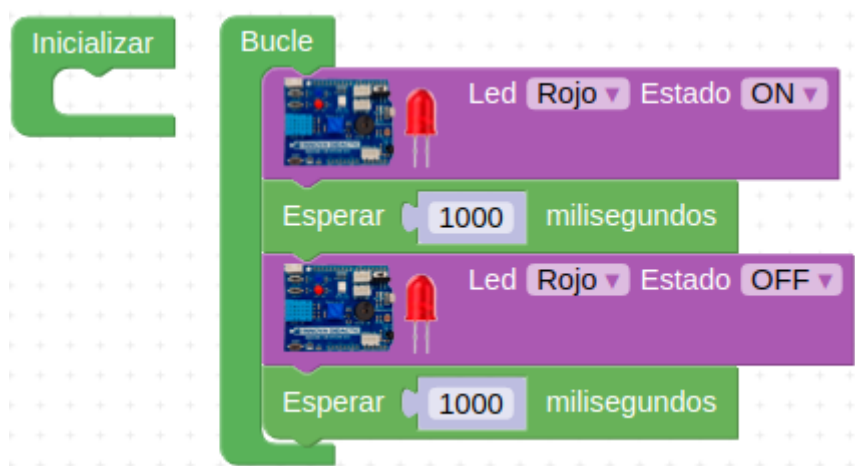 Inicializar
Bucle
Led Rojo Estado ON
Esperar 1000 milisegundos
Led Rojo Estado OFF
Esperar 1000 milisegundos